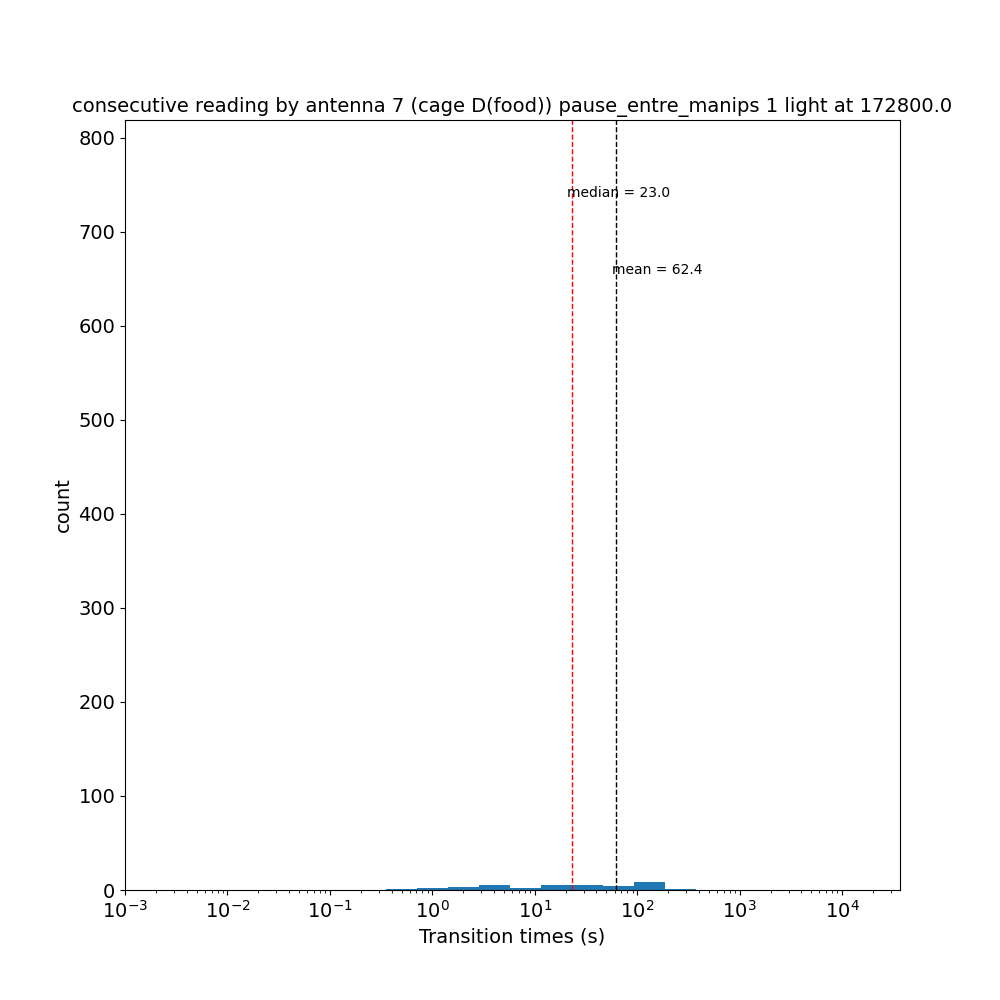 consecutive reading by antenna 7 (cage D(food)) pause_entre_manips 1 light at 172800.0
800
median = 23.0
700
mean = 62.4
600
500
400
300
200
100
0
count
10⁻³ 10⁻² 10⁻¹ 10⁰ 10¹ 10² 10³ 10⁴
Transition times (s)